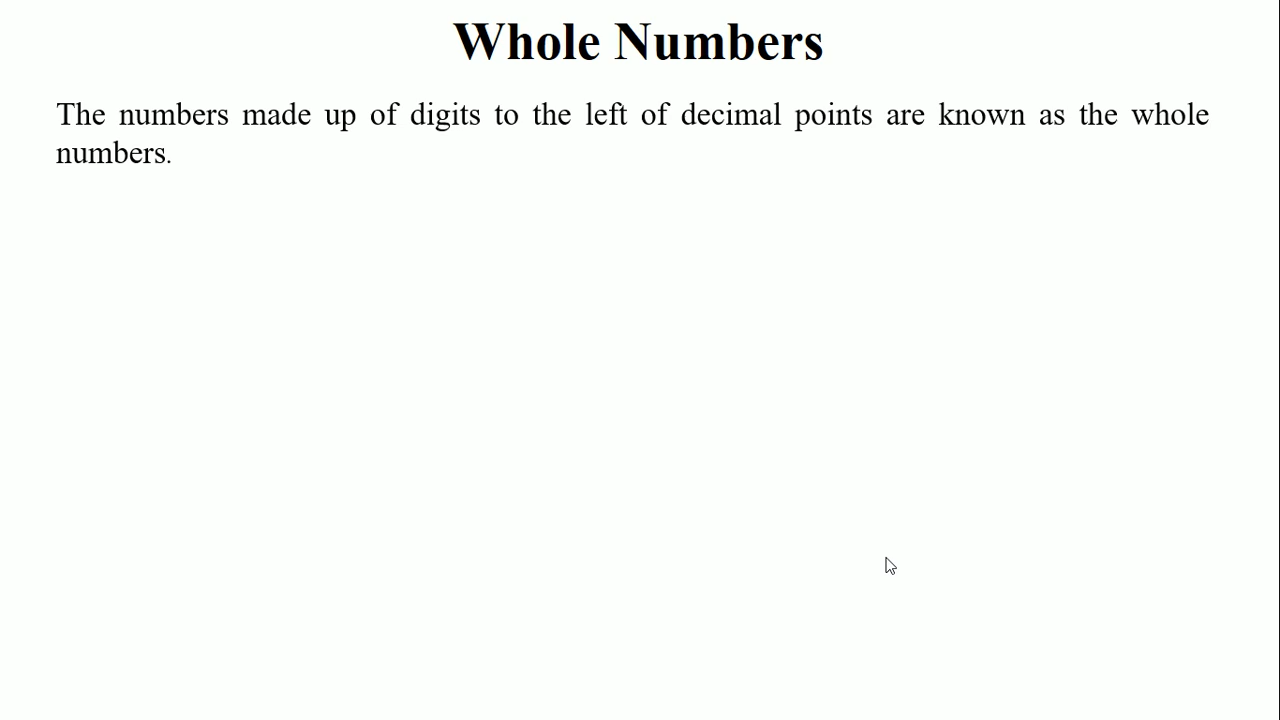 Whole Numbers
The numbers made up of digits to the left of decimal points are known as the whole
numbers.